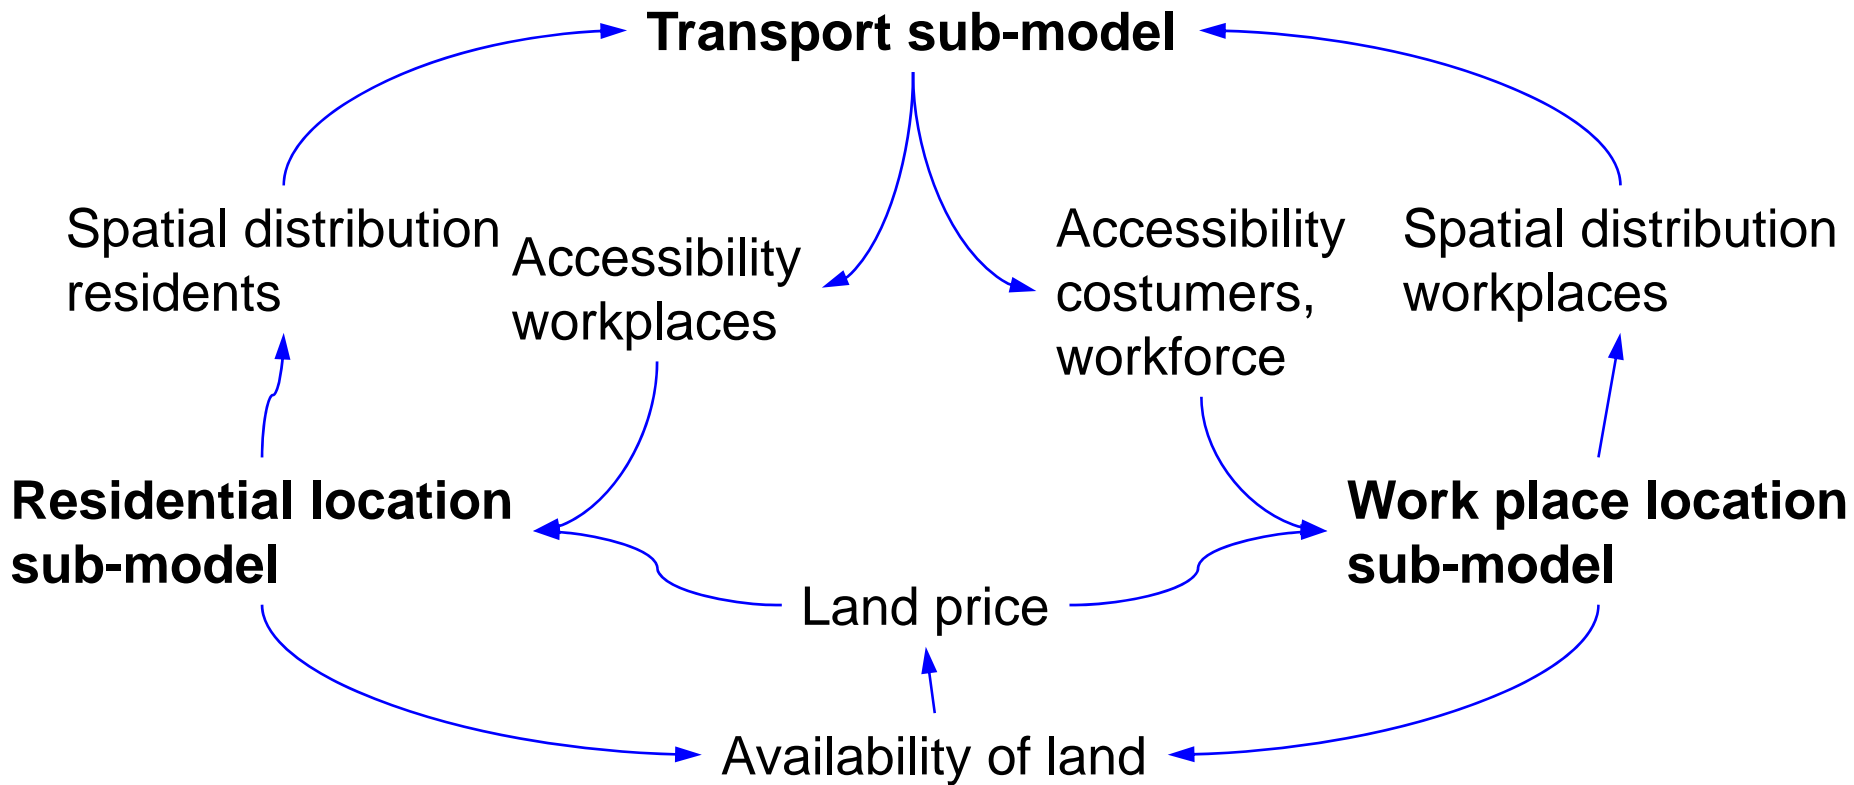 Transport sub-model
Spatial distribution
residents
Accessibility
workplaces
Accessibility
costumers,
workforce
Spatial distribution
workplaces
Residential location
sub-model
Work place location
sub-model
Land price
Availability of land